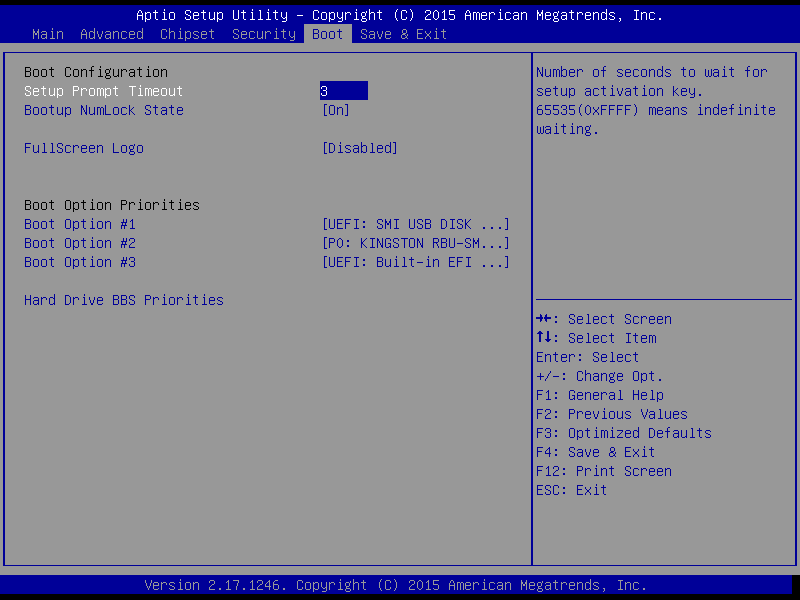 Aptio Setup Utility – Copyright (C) 2015 American Megatrends, Inc.
Main Advanced Chipset Security Boot Save & Exit
Boot Configuration
Setup Prompt Timeout 3
Bootup NumLock State [On]
FullScreen Logo [Disabled]
Boot Option Priorities
Boot Option #1 [UEFI: SMI USB DISK ...]
Boot Option #2 [P0: KINGSTON RBU-SM...]
Boot Option #3 [UEFI: Built-in EFI ...]
Hard Drive BBS Priorities
Number of seconds to wait for
setup activation key.
65535(0xFFFF) means indefinite
waiting.
→←: Select Screen
↑↓: Select Item
Enter: Select
+/-: Change Opt.
F1: General Help
F2: Previous Values
F3: Optimized Defaults
F4: Save & Exit
F12: Print Screen
ESC: Exit
Version 2.17.1246. Copyright (C) 2015 American Megatrends, Inc.